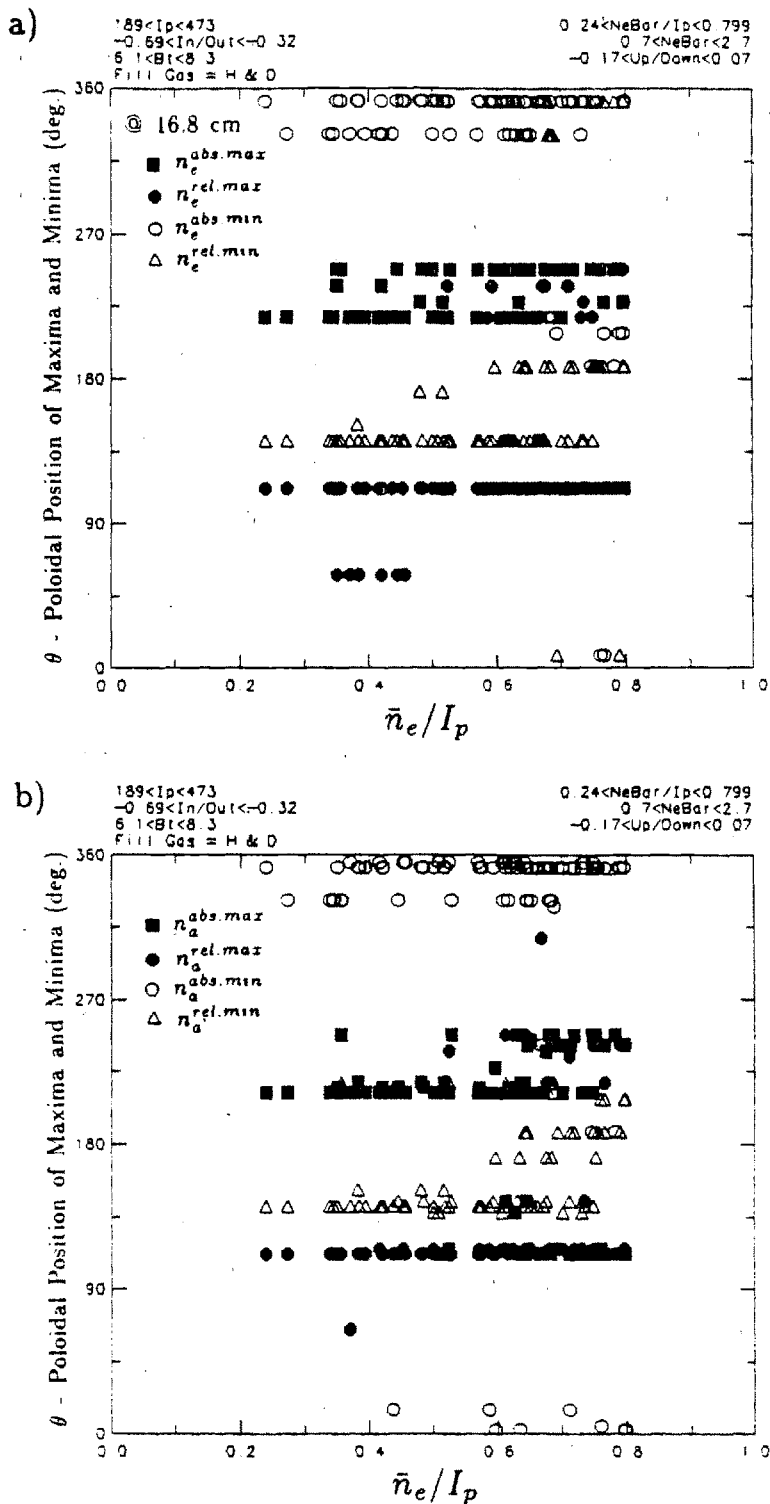 a)
189<Ip<473
-0.69<In/Out<-0.32
6.1<Bt<8.3
Fill Gas = H & D
0.24<NeBar/Ip<0.799
0.7<NeBar<2.7
-0.17<Up/Down<0.07
θ - Poloidal Position of Maxima and Minima (deg.)
360
270
180
90
0
@ 16.8 cm
■ n_e^{abs.max}
● n_e^{rel.max}
○ n_e^{abs.min}
△ n_e^{rel.min}
0.0 0.2 0.4 0.6 0.8 1.0
n̄_e/I_p
b)
189<Ip<473
-0.69<In/Out<-0.32
6.1<Bt<8.3
Fill Gas = H & D
0.24<NeBar/Ip<0.799
0.7<NeBar<2.7
-0.17<Up/Down<0.07
θ - Poloidal Position of Maxima and Minima (deg.)
360
270
180
90
0
■ n_a^{abs.max}
● n_a^{rel.max}
○ n_a^{abs.min}
△ n_a^{rel.min}
0.0 0.2 0.4 0.6 0.8 1.0
n̄_e/I_p